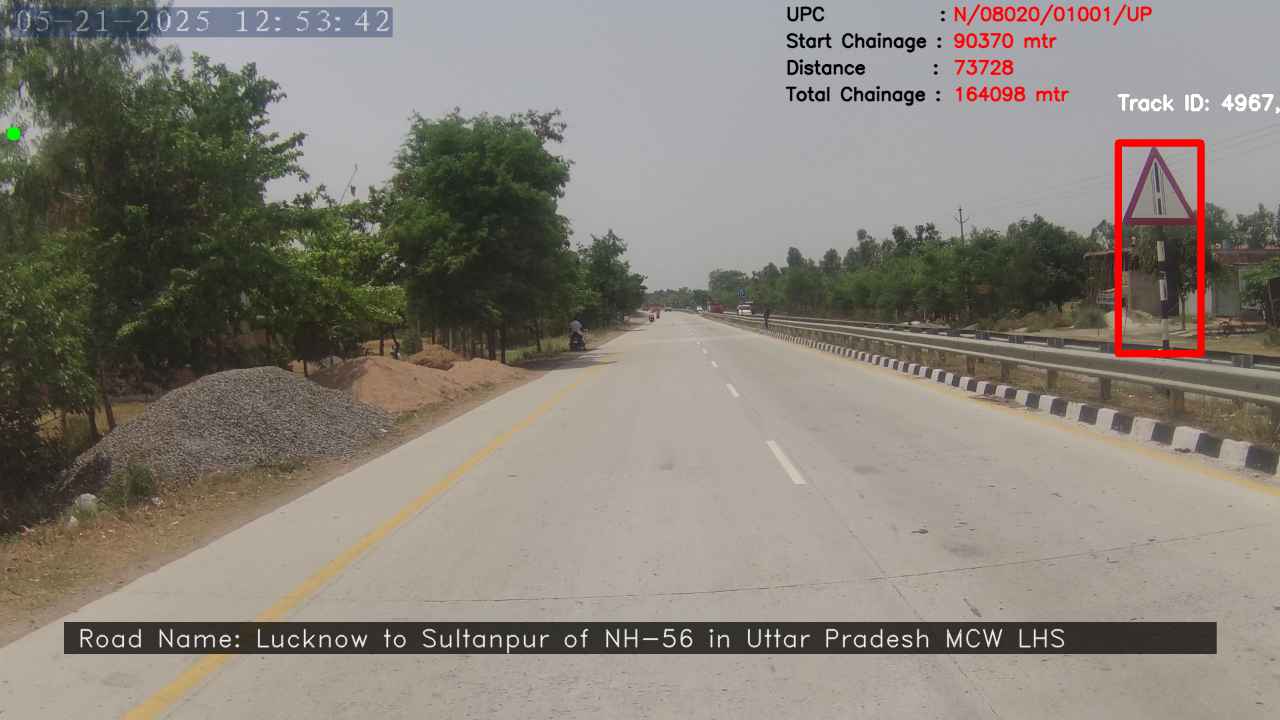 05-21-2025 12:53:42
UPC : N/08020/01001/UP
Start Chainage : 90370 mtr
Distance : 73728
Total Chainage : 164098 mtr
Track ID: 4967,
Road Name: Lucknow to Sultanpur of NH-56 in Uttar Pradesh MCW LHS